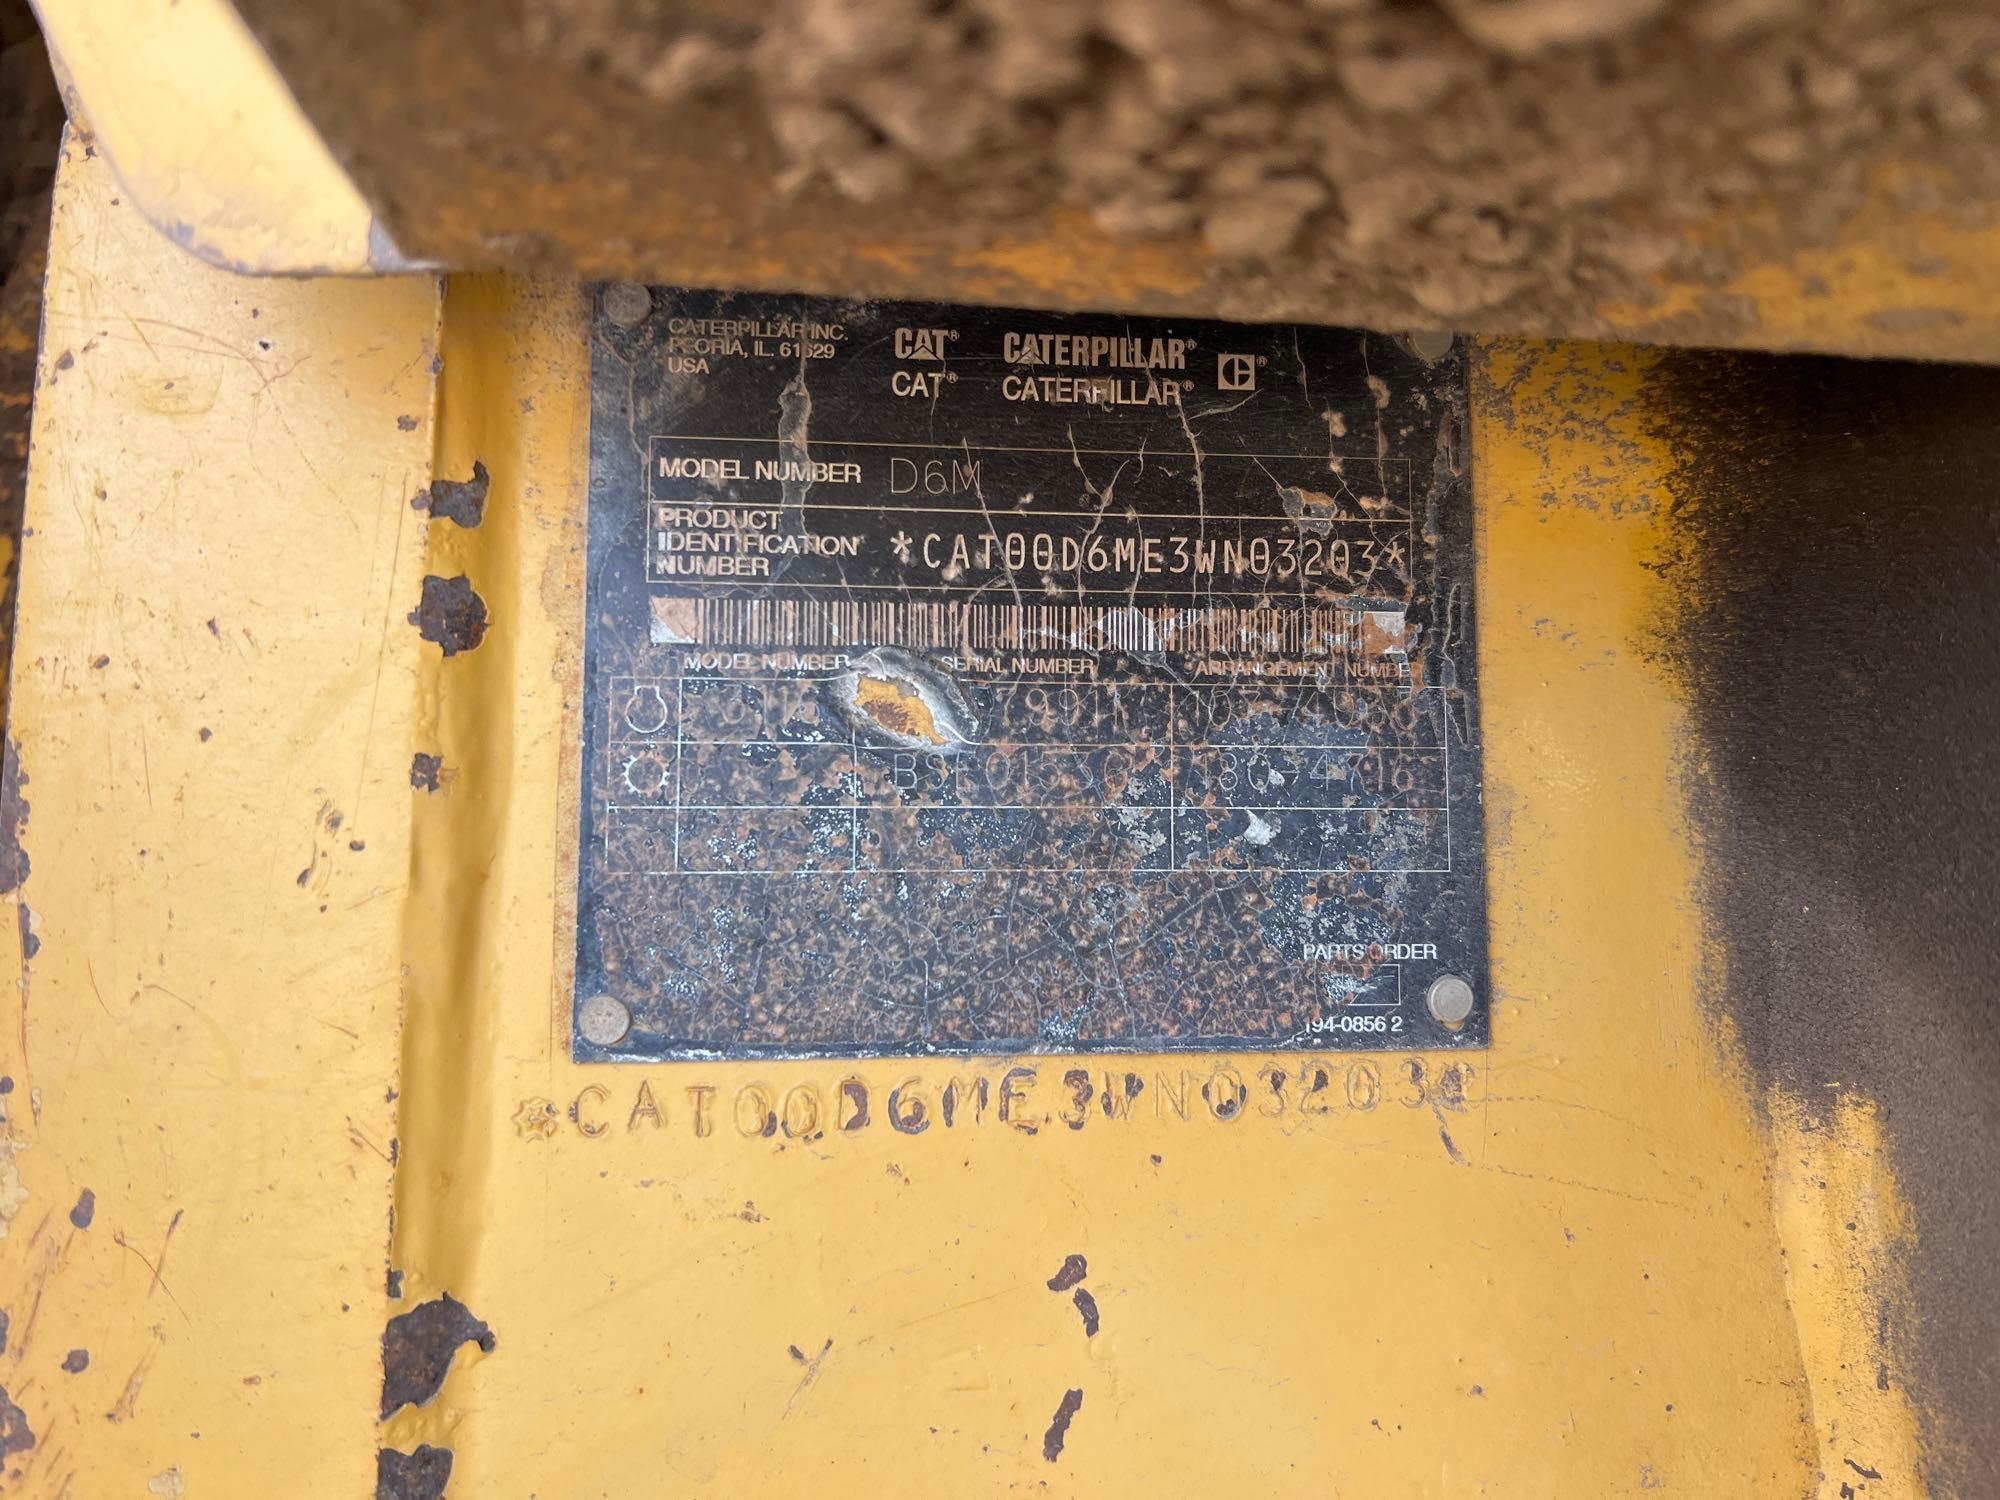 CATERPILLAR INC.
PEORIA, IL. 61629
USA
CAT® CATERPILLAR® ®
CAT® CATERPILLAR®
MODEL NUMBER D6M
PRODUCT
IDENTIFICATION
NUMBER
*CAT00D6ME3WN03203*
MODEL NUMBER SERIAL NUMBER ARRANGEMENT NUMBE
PARTS ORDER
194-0856 2
*CAT00D6ME3WN03203*